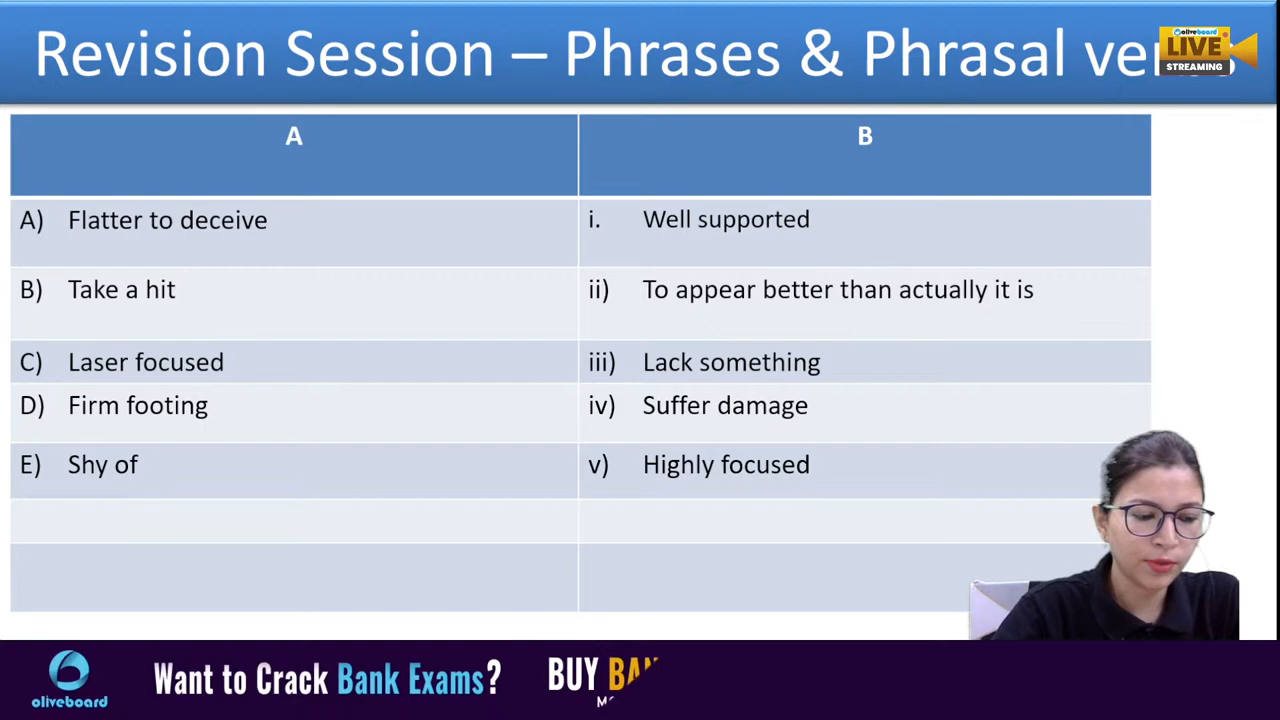 Revision Session – Phrases & Phrasal verbs
oliveboard
LIVE
STREAMING
A B
A) Flatter to deceive i. Well supported
B) Take a hit ii) To appear better than actually it is
C) Laser focused iii) Lack something
D) Firm footing iv) Suffer damage
E) Shy of v) Highly focused
oliveboard
Want to Crack Bank Exams?
BUY